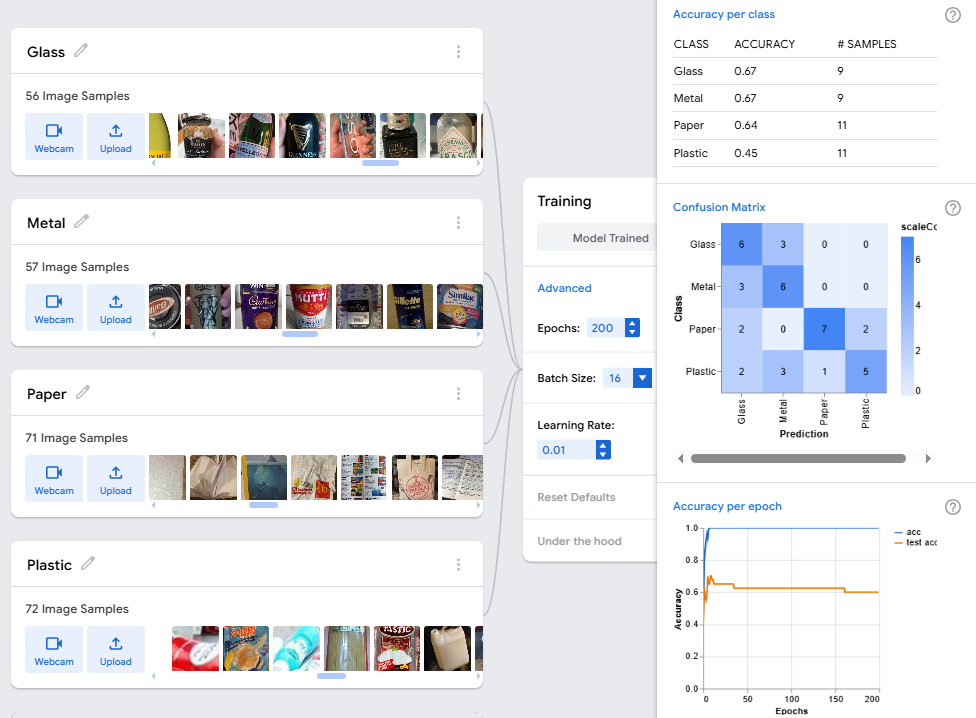 Glass
56 Image Samples
Webcam
Upload
GUINNESS
Metal
57 Image Samples
Webcam
Upload
MUTTI
Gillette
Similac
Paper
71 Image Samples
Webcam
Upload
Plastic
72 Image Samples
Webcam
Upload
Training
Model Trained
Advanced
Epochs: 200
Batch Size: 16
Learning Rate:
0.01
Reset Defaults
Under the hood
Accuracy per class
CLASS ACCURACY # SAMPLES
Glass 0.67 9
Metal 0.67 9
Paper 0.64 11
Plastic 0.45 11
Confusion Matrix
scaleCo
Class
Glass 6 3 0 0
Metal 3 6 0 0
Paper 2 0 7 2
Plastic 2 3 1 5
Glass Metal Paper Plastic
Prediction
6
4
2
0
Accuracy per epoch
acc
test acc
Accuracy
1.0
0.8
0.6
0.4
0.2
0.0
0 50 100 150 200
Epochs